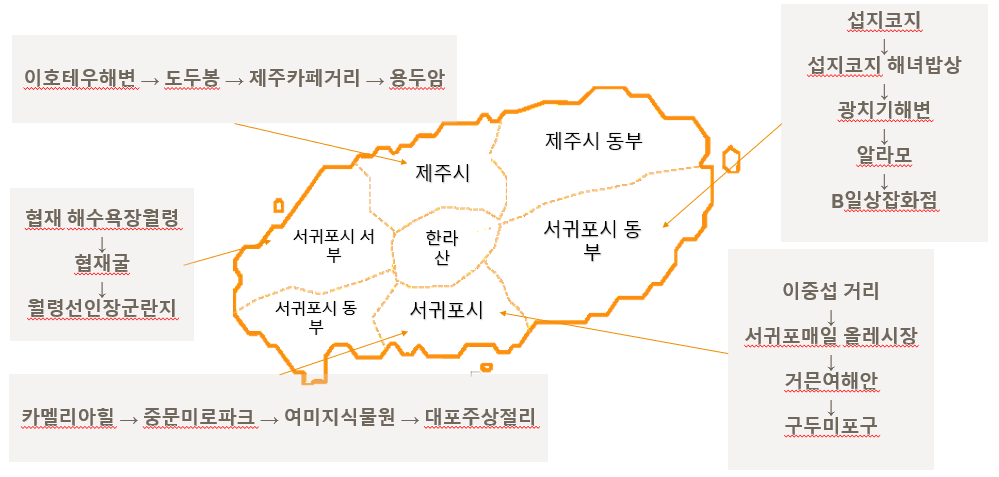 섭지코지
↓
섭지코지 해녀밥상
↓
광치기해변
↓
알라모
↓
B일상잡화점
이호테우해변 → 도두봉 → 제주카페거리 → 용두암
제주시 동부
제주시
협재 해수욕장월령
↓
협재굴
↓
월령선인장군란지
서귀포시 서
부
한라
산
서귀포시 동
부
서귀포시 동
부
서귀포시
이중섭 거리
↓
서귀포매일 올레시장
↓
거믄여해안
↓
구두미포구
카멜리아힐 → 중문미로파크 → 여미지식물원 → 대포주상절리